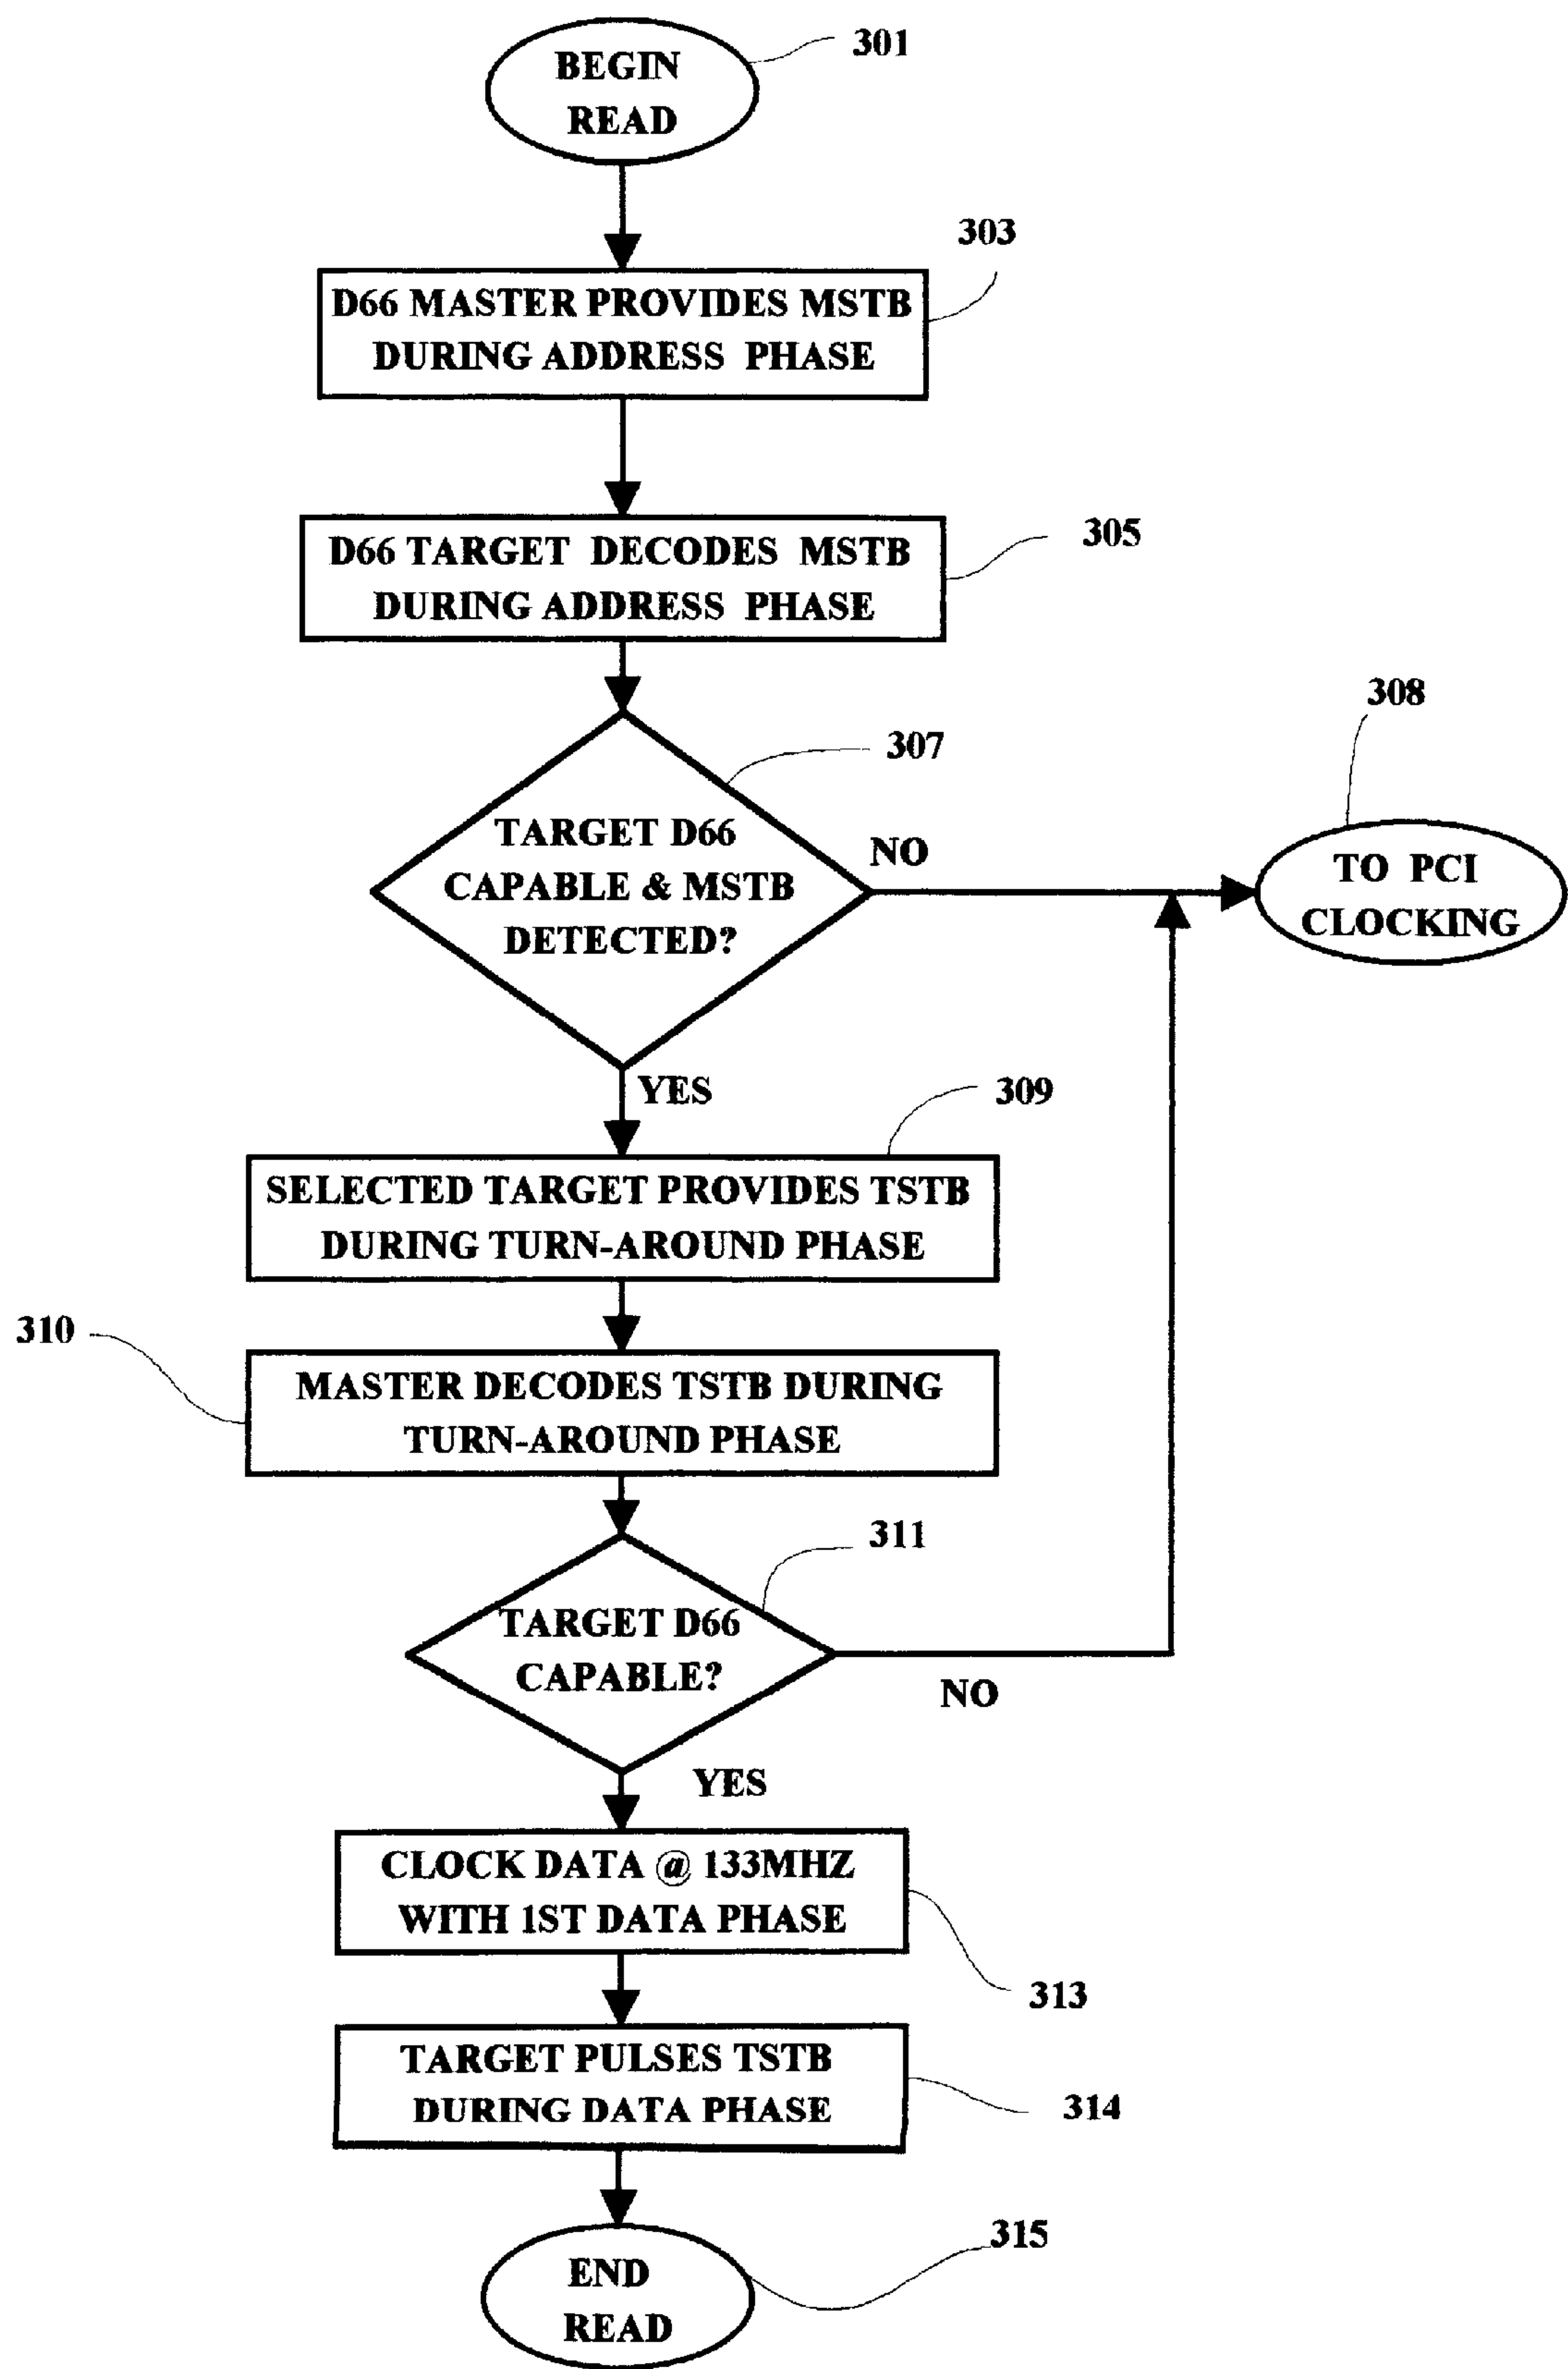 BEGIN
READ
301
303
D66 MASTER PROVIDES MSTB
DURING ADDRESS PHASE
D66 TARGET DECODES MSTB
DURING ADDRESS PHASE
305
308
307
TARGET D66
CAPABLE & MSTB
DETECTED?
NO
TO PCI
CLOCKING
YES
309
SELECTED TARGET PROVIDES TSTB
DURING TURN-AROUND PHASE
310
MASTER DECODES TSTB DURING
TURN-AROUND PHASE
311
TARGET D66
CAPABLE?
NO
YES
CLOCK DATA @ 133MHZ
WITH 1ST DATA PHASE
313
TARGET PULSES TSTB
DURING DATA PHASE
314
315
END
READ